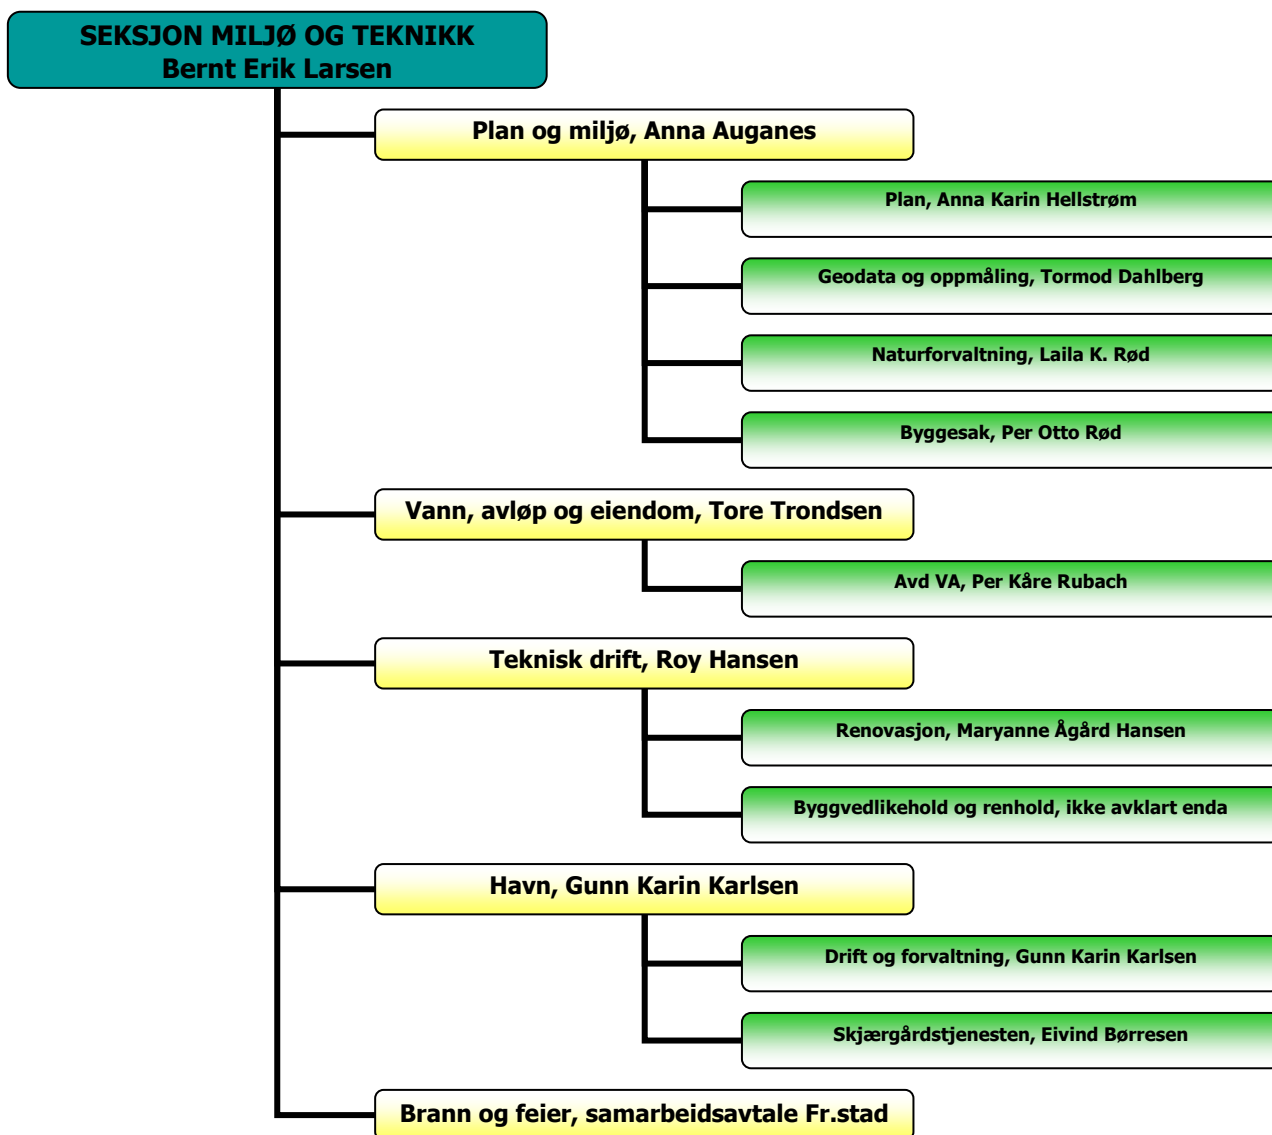 SEKSJON MILJØ OG TEKNIKK
Bernt Erik Larsen
Plan og miljø, Anna Auganes
Plan, Anna Karin Hellstrøm
Geodata og oppmåling, Tormod Dahlberg
Naturforvaltning, Laila K. Rød
Byggesak, Per Otto Rød
Vann, avløp og eiendom, Tore Trondsen
Avd VA, Per Kåre Rubach
Teknisk drift, Roy Hansen
Renovasjon, Maryanne Ågård Hansen
Byggvedlikehold og renhold, ikke avklart enda
Havn, Gunn Karin Karlsen
Drift og forvaltning, Gunn Karin Karlsen
Skjærgårdstjenesten, Eivind Børresen
Brann og feier, samarbeidsavtale Fr.stad